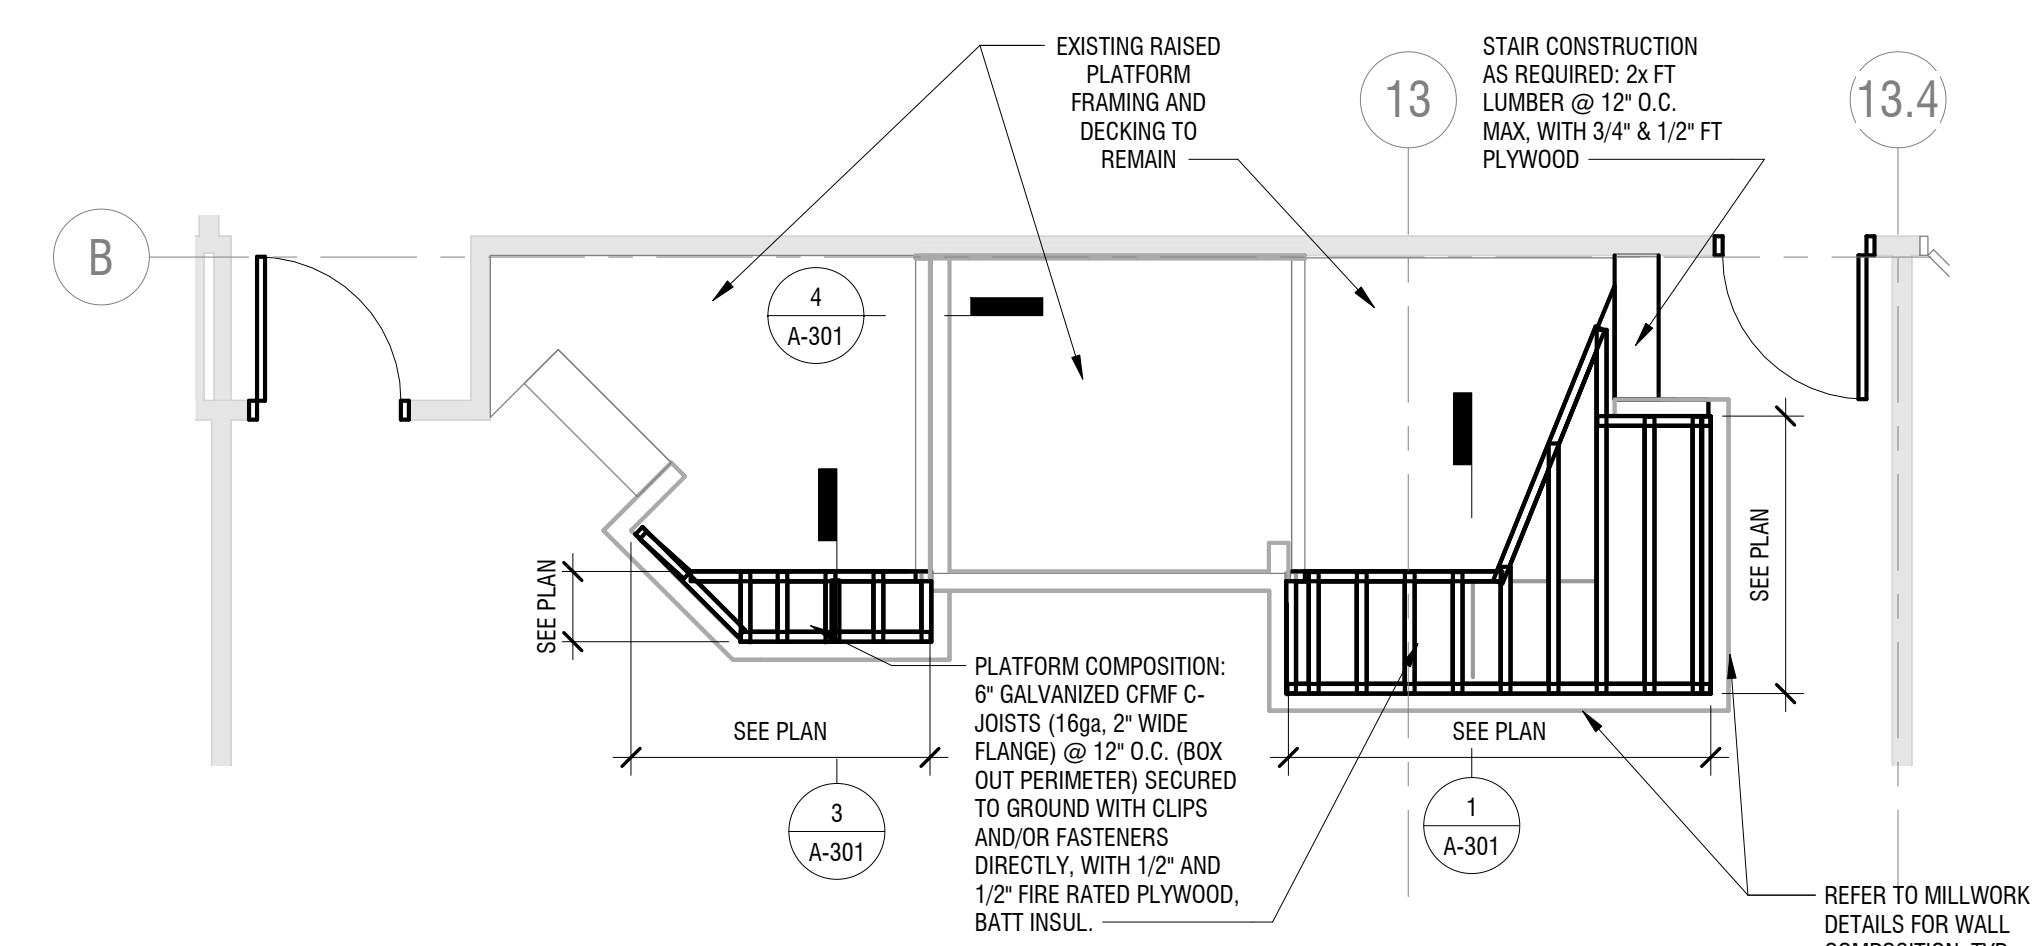 EXISTING RAISED
PLATFORM
FRAMING AND
DECKING TO
REMAIN
STAIR CONSTRUCTION
AS REQUIRED: 2x FT
LUMBER @ 12" O.C.
MAX, WITH 3/4" & 1/2" FT
PLYWOOD
13
13.4
B
4
A-301
SEE PLAN
SEE PLAN
SEE PLAN
SEE PLAN
PLATFORM COMPOSITION:
6" GALVANIZED CFMF C-
JOISTS (16ga, 2" WIDE
FLANGE) @ 12" O.C. (BOX
OUT PERIMETER) SECURED
TO GROUND WITH CLIPS
AND/OR FASTENERS
DIRECTLY, WITH 1/2" AND
1/2" FIRE RATED PLYWOOD,
BATT INSUL.
3
A-301
1
A-301
REFER TO MILLWORK
DETAILS FOR WALL